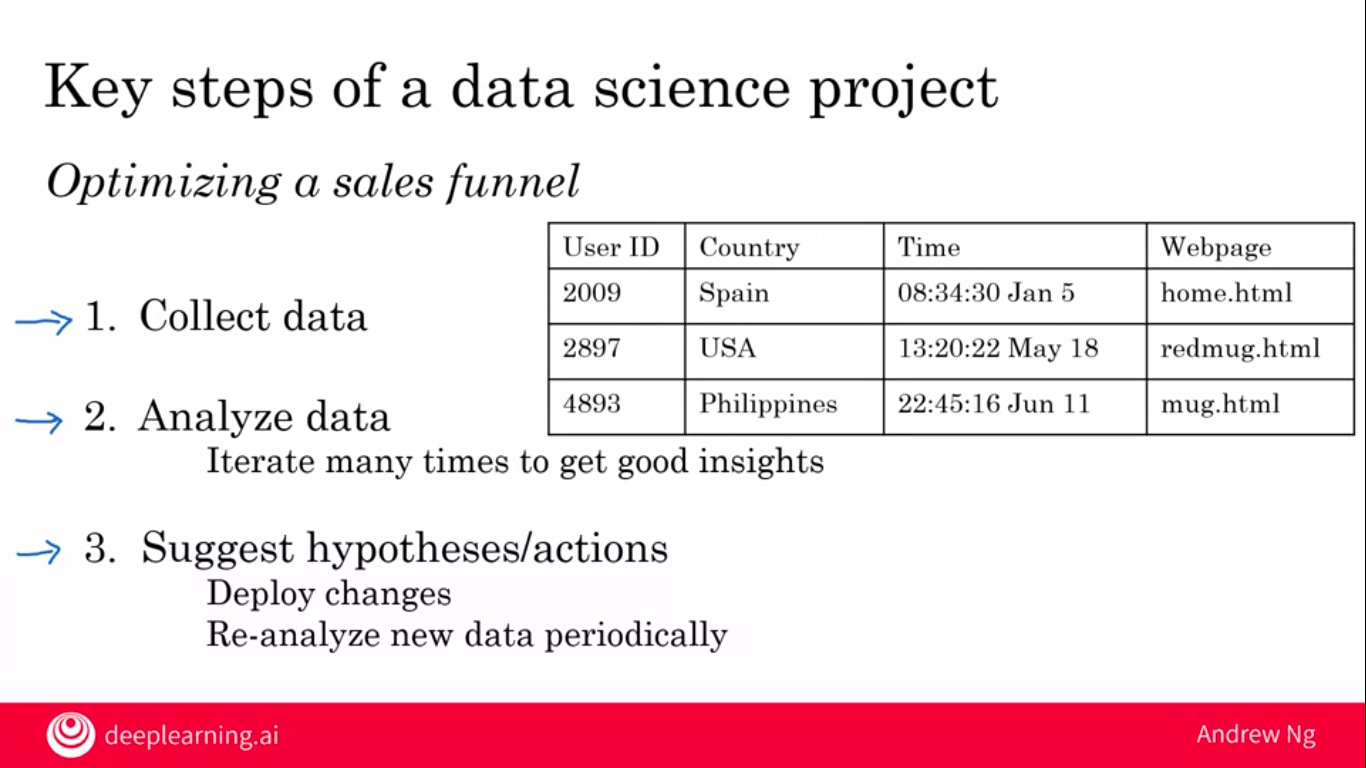 Key steps of a data science project
Optimizing a sales funnel
User ID Country Time Webpage
2009 Spain 08:34:30 Jan 5 home.html
2897 USA 13:20:22 May 18 redmug.html
4893 Philippines 22:45:16 Jun 11 mug.html
1. Collect data
2. Analyze data
Iterate many times to get good insights
3. Suggest hypotheses/actions
Deploy changes
Re-analyze new data periodically
deeplearning.ai
Andrew Ng